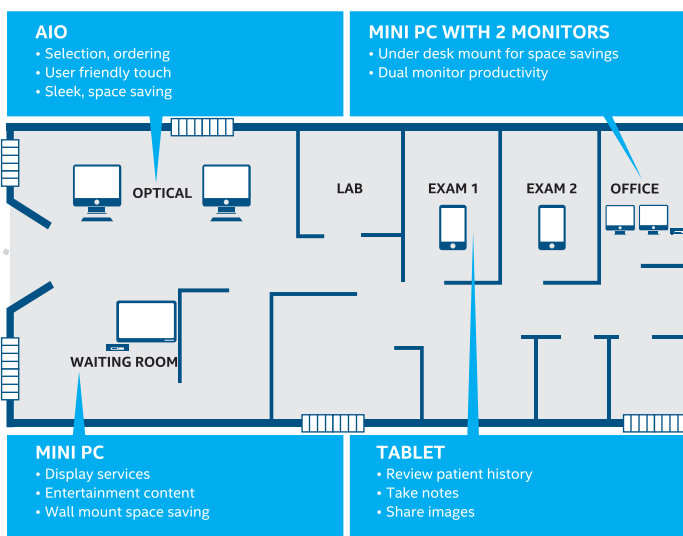 AIO
• Selection, ordering
• User friendly touch
• Sleek, space saving
MINI PC WITH 2 MONITORS
• Under desk mount for space savings
• Dual monitor productivity
OPTICAL
LAB
EXAM 1
EXAM 2
OFFICE
WAITING ROOM
MINI PC
• Display services
• Entertainment content
• Wall mount space saving
TABLET
• Review patient history
• Take notes
• Share images